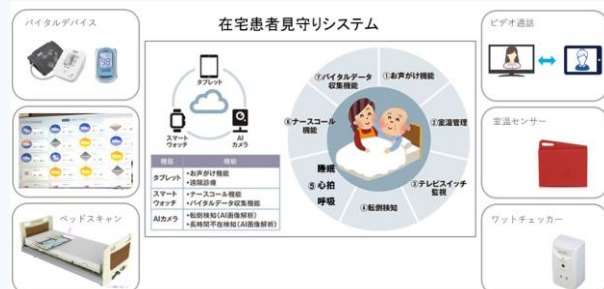 在宅患者見守りシステム
バイタルデバイス
ベッドスキャン
タブレット
スマート
ウォッチ
AI
カメラ
機器
機能
タブレット
・お声がけ機能
・遠隔診療
スマート
ウォッチ
・ナースコール機能
・バイタルデータ収集機能
AIカメラ
・転倒検知(AI画像解析)
・長時間不在検知(AI画像解析)
①お声がけ機能
②室温管理
③テレビスイッチ
監視
④転倒検知
睡眠
⑤ 心拍
呼吸
⑥ナースコール
機能
⑦バイタルデータ
収集機能
ビデオ通話
室温センサー
ワットチェッカー